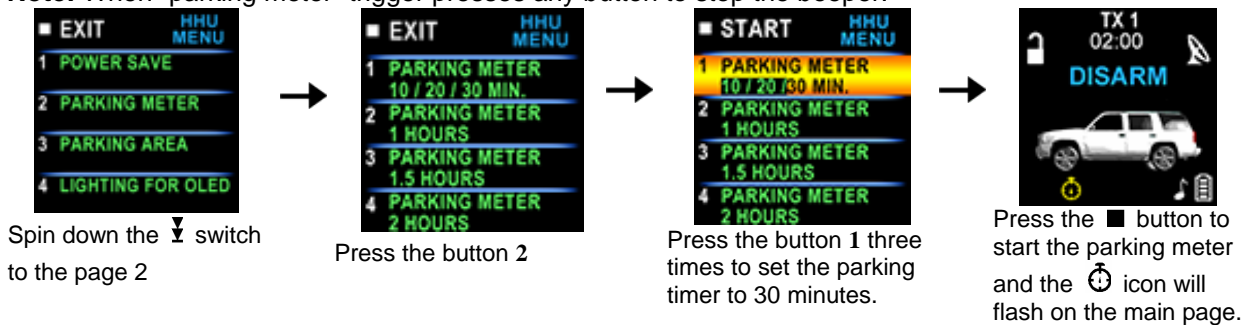 Note: When "parking meter" trigger presses any button to stop the beeper.
■ EXIT HHU MENU
1 POWER SAVE
2 PARKING METER
3 PARKING AREA
4 LIGHTING FOR OLED
Spin down the switch
to the page 2
■ EXIT HHU MENU
1 PARKING METER
10 / 20 / 30 MIN.
2 PARKING METER
1 HOURS
3 PARKING METER
1.5 HOURS
4 PARKING METER
2 HOURS
Press the button 2
■ START HHU MENU
1 PARKING METER
10 / 20 / 30 MIN.
2 PARKING METER
1 HOURS
3 PARKING METER
1.5 HOURS
4 PARKING METER
2 HOURS
Press the button 1 three
times to set the parking
timer to 30 minutes.
TX 1
02:00
DISARM
Press the ■ button to
start the parking meter
and the icon will
flash on the main page.